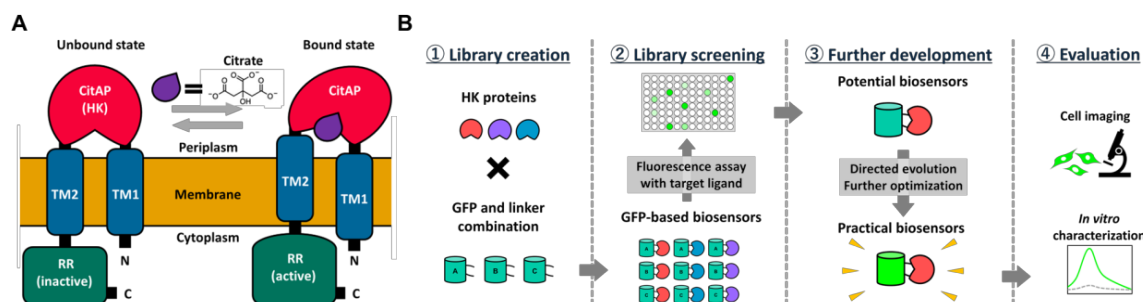 A
Unbound state
Bound state
Citrate
CitAP
(HK)
CitAP
OH
Periplasm
TM2
TM1
Membrane
TM2
TM1
Cytoplasm
RR
(inactive)
N
C
RR
(active)
N
C
B
① Library creation
HK proteins
GFP and linker
combination
A B C
② Library screening
Fluorescence assay
with target ligand
GFP-based biosensors
A A A
B B B
C C C
③ Further development
Potential biosensors
Directed evolution
Further optimization
Practical biosensors
④ Evaluation
Cell imaging
In vitro
characterization